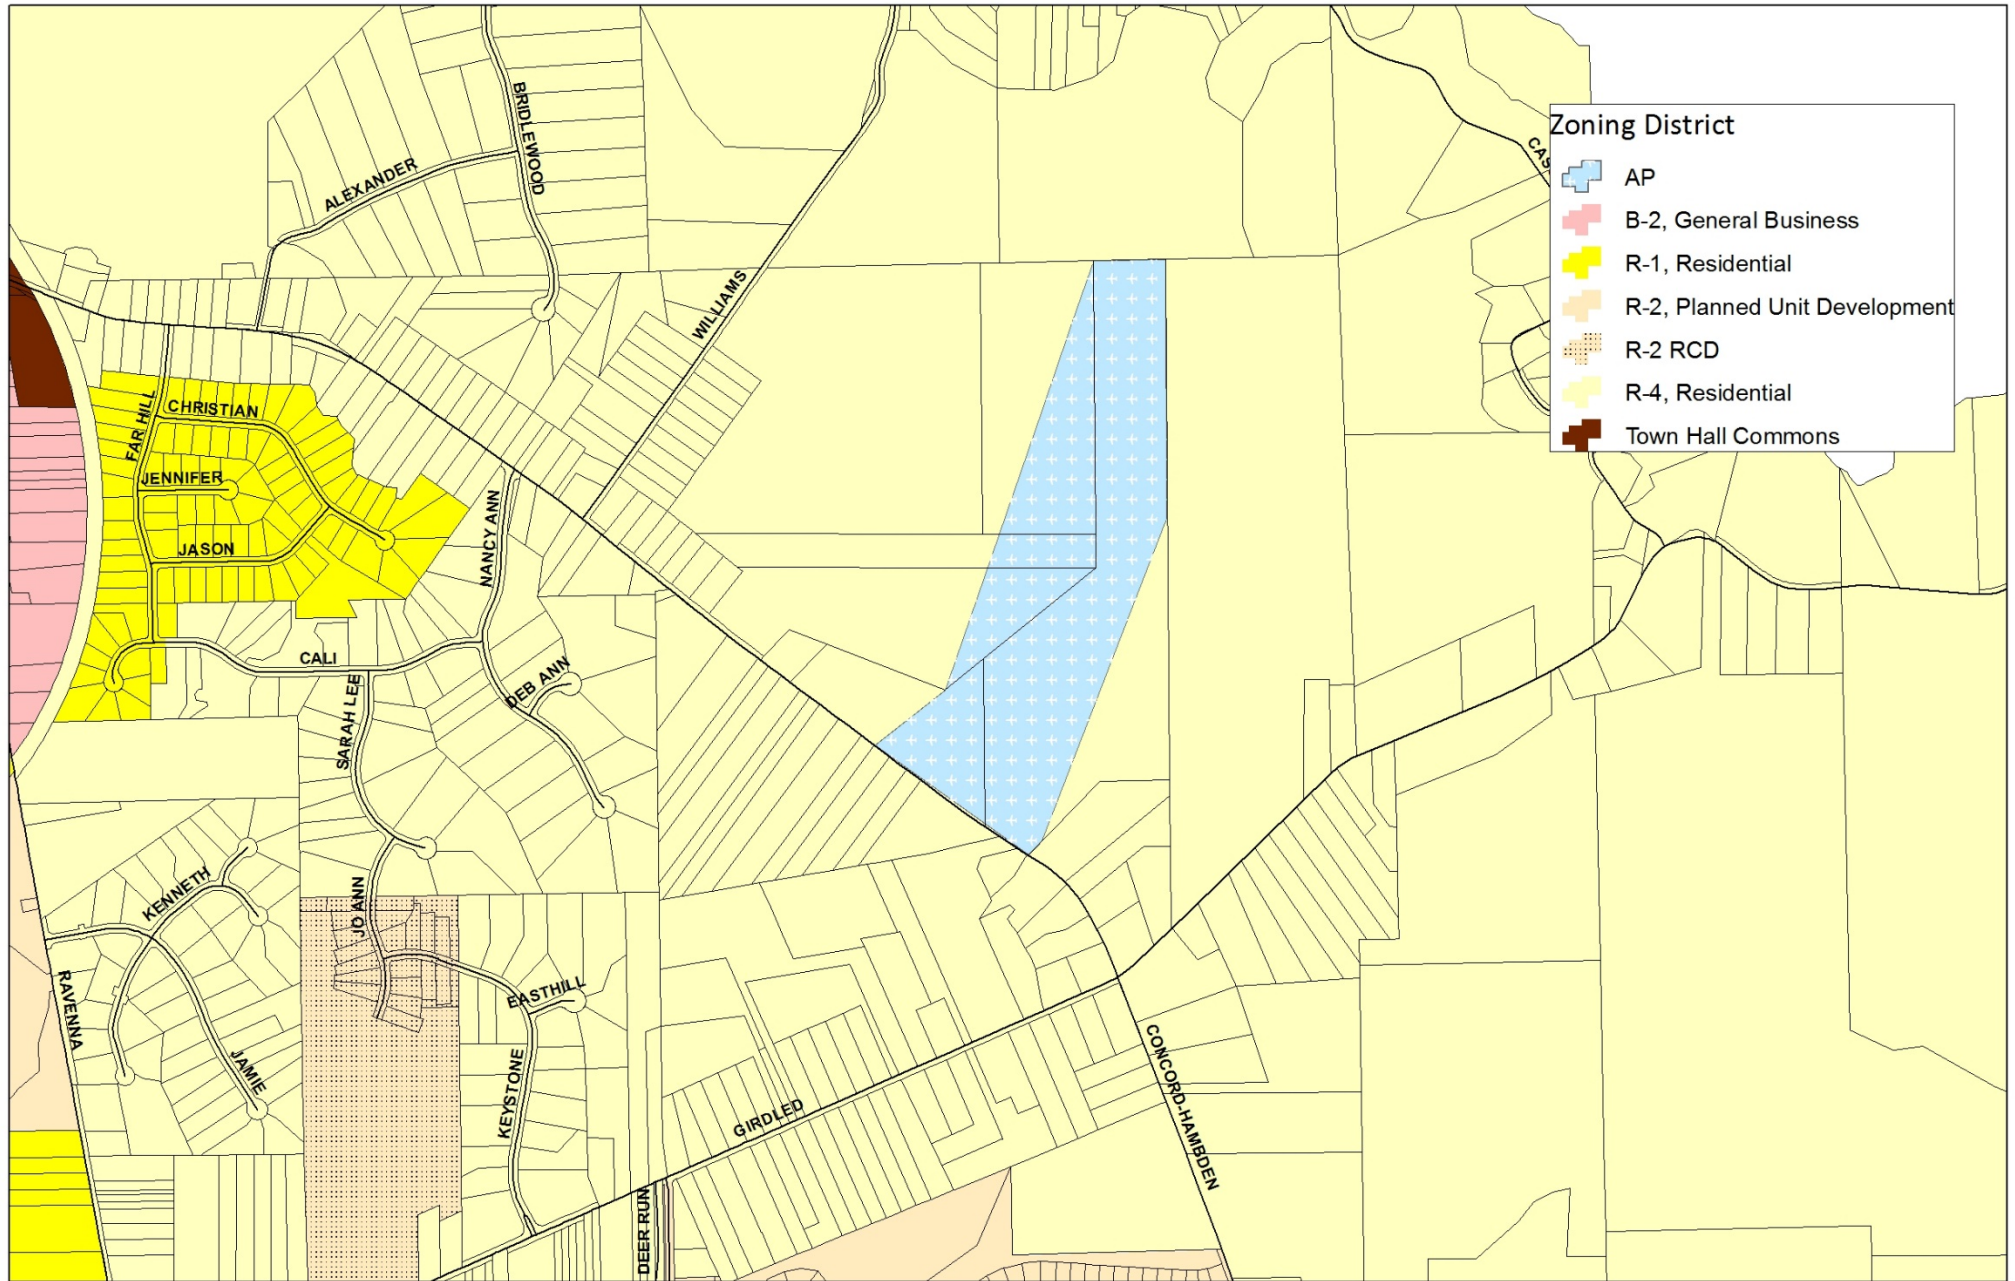 BRIDLEWOOD
ALEXANDER
WILLIAMS
Zoning District
AP
B-2, General Business
R-1, Residential
R-2, Planned Unit Development
R-2 RCD
R-4, Residential
Town Hall Commons
FAR HILL
CHRISTIAN
JENNIFER
JASON
NANCY ANN
CALI
DEB ANN
SARAH LEE
KENNETH
JO ANN
RAVENNA
EASTHILL
JAMIE
KEYSTONE
GIRDLED
CONCORD-HAMBDEN
DEER RUN